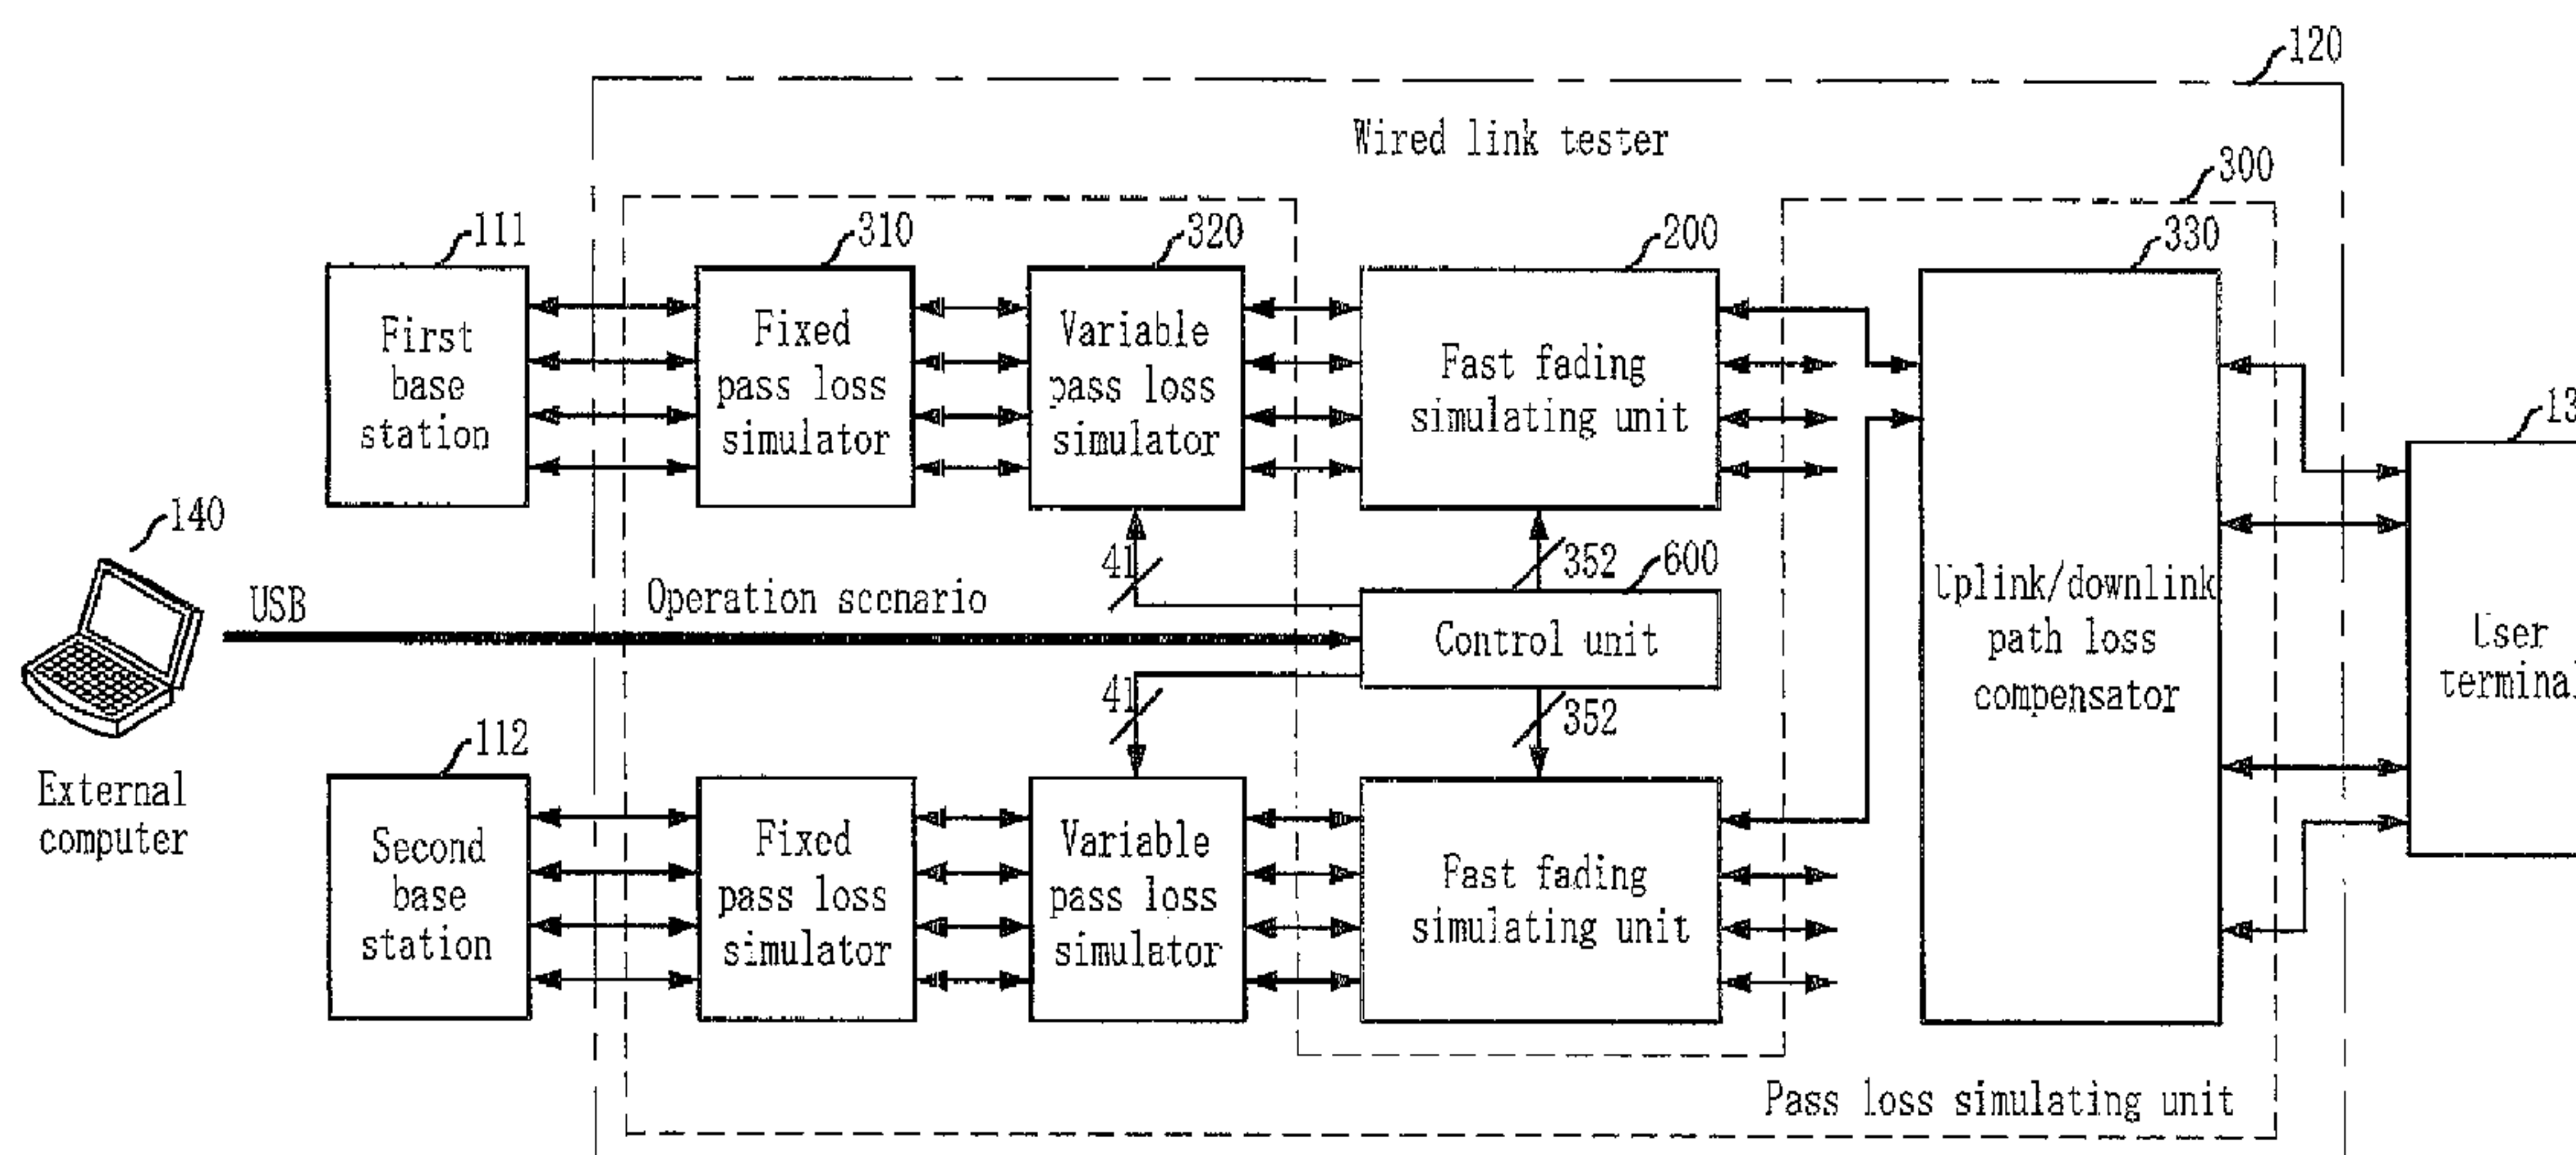 120
Wired link tester
300
111
310
320
200
330
First
base
station
Fixed
pass loss
simulator
Variable
pass loss
simulator
Fast fading
simulating unit
13
140
41
352
600
USB
Operation scenario
Control unit
Uplink/downlink
path loss
compensator
User
terminal
41
352
112
External
computer
Second
base
station
Fixed
pass loss
simulator
Variable
pass loss
simulator
Fast fading
simulating unit
Pass loss simulating unit